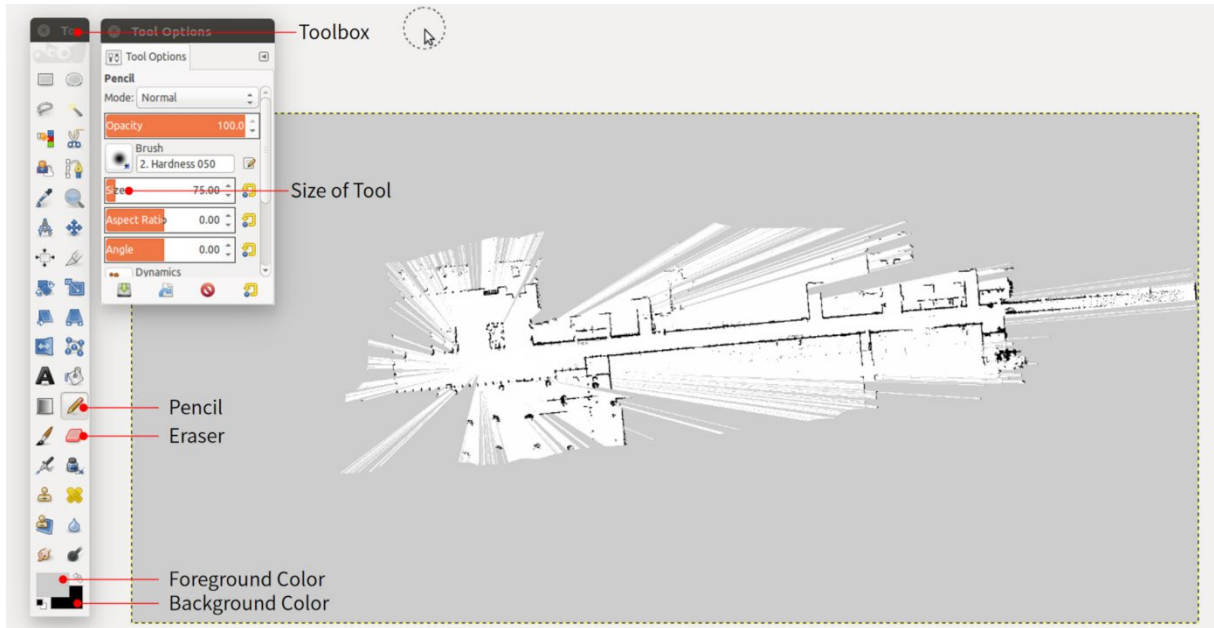 To
Tool Options
Toolbox
Tool Options
Pencil
Mode: Normal
Opacity 100.0
Brush
2. Hardness 050
Size 75.00
Size of Tool
Aspect Ratio 0.00
Angle 0.00
Dynamics
Pencil
Eraser
Foreground Color
Background Color